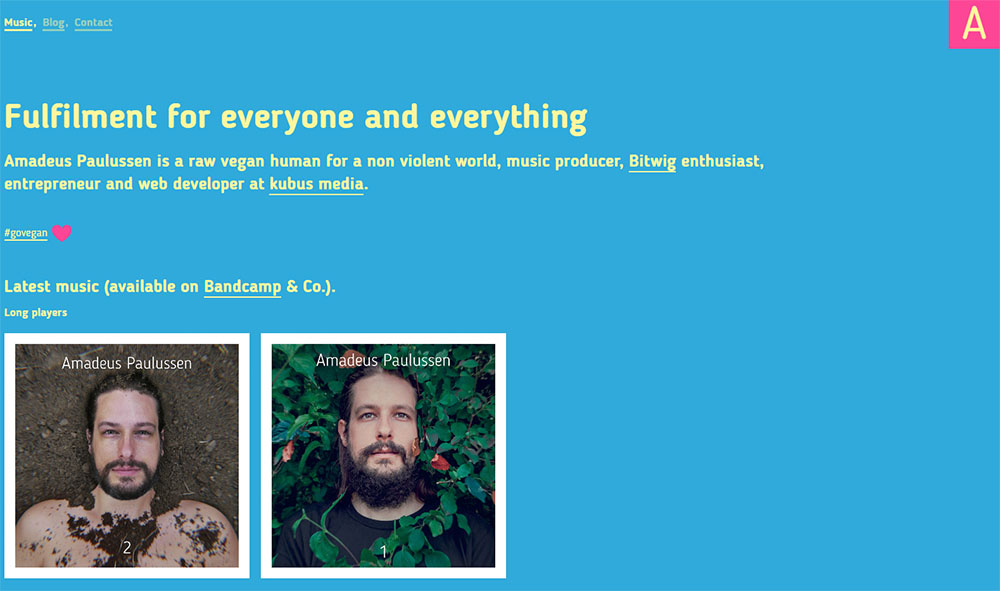 Music, Blog, Contact
A
Fulfilment for everyone and everything
Amadeus Paulussen is a raw vegan human for a non violent world, music producer, Bitwig enthusiast,
entrepreneur and web developer at kubus media.
#govegan
Latest music (available on Bandcamp & Co.).
Long players
Amadeus Paulussen
2
Amadeus Paulussen
1